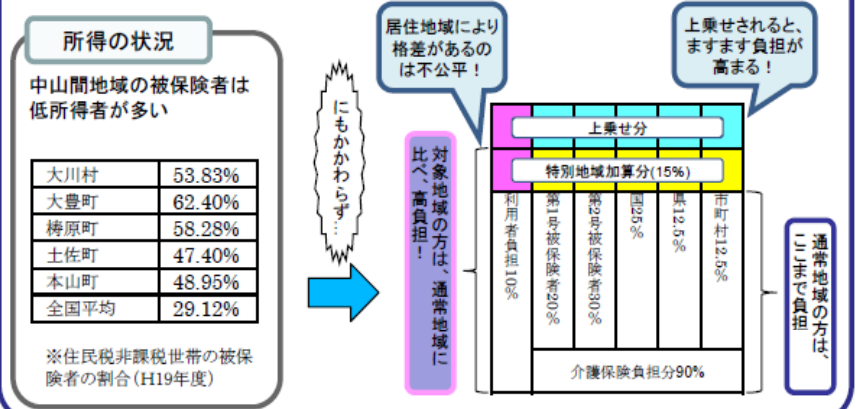 所得の状況
中山間地域の被保険者は
低所得者が多い
大川村 53.83%
大豊町 62.40%
梼原町 58.28%
土佐町 47.40%
本山町 48.95%
全国平均 29.12%
※住民税非課税世帯の被保
険者の割合(H19年度)
にもかかわらず…
居住地域により
格差があるの
は不公平！
上乗せされると、
ますます負担が
高まる！
対象地域の方は、通常地域に
比べ、高負担！
上乗せ分
特別地域加算分(15%)
利用者負担10%
第1号被保険者20%
第2号被保険者30%
国25%
県12.5%
市町村12.5%
介護保険負担分90%
通常地域の方は、
ここまで負担